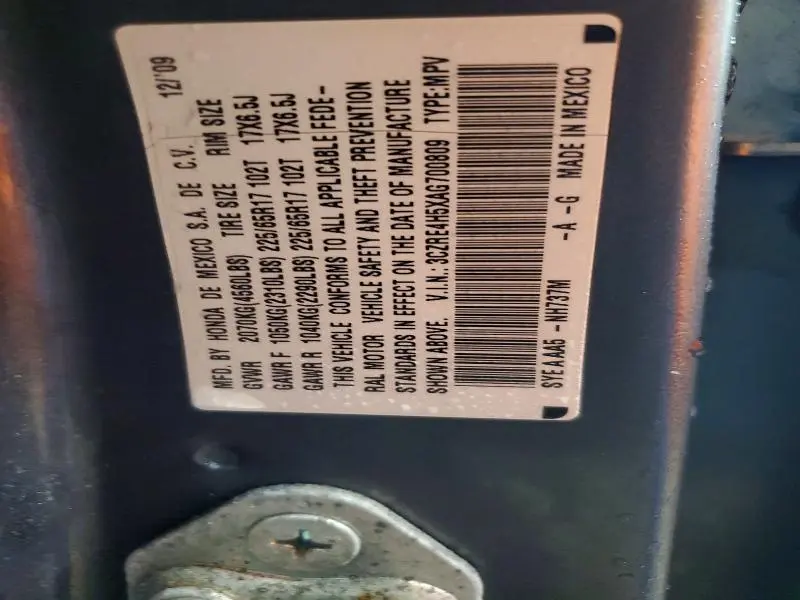 12/'09
MFD. BY HONDA DE MEXICO S.A. DE C.V.
GVWR 2070KG(4560LBS) TIRE SIZE RIM SIZE
GAWR F 1050KG(2310LBS) 225/65R17 102T 17X6.5J
GAWR R 1040KG(2290LBS) 225/65R17 102T 17X6.5J
THIS VEHICLE CONFORMS TO ALL APPLICABLE FEDE-
RAL MOTOR VEHICLE SAFETY AND THEFT PREVENTION
STANDARDS IN EFFECT ON THE DATE OF MANUFACTURE
SHOWN ABOVE. V.I.N.:3CZRE4H5XAG700809 TYPE:MPV
SYEAAA5 -NH737M -A -G MADE IN MEXICO